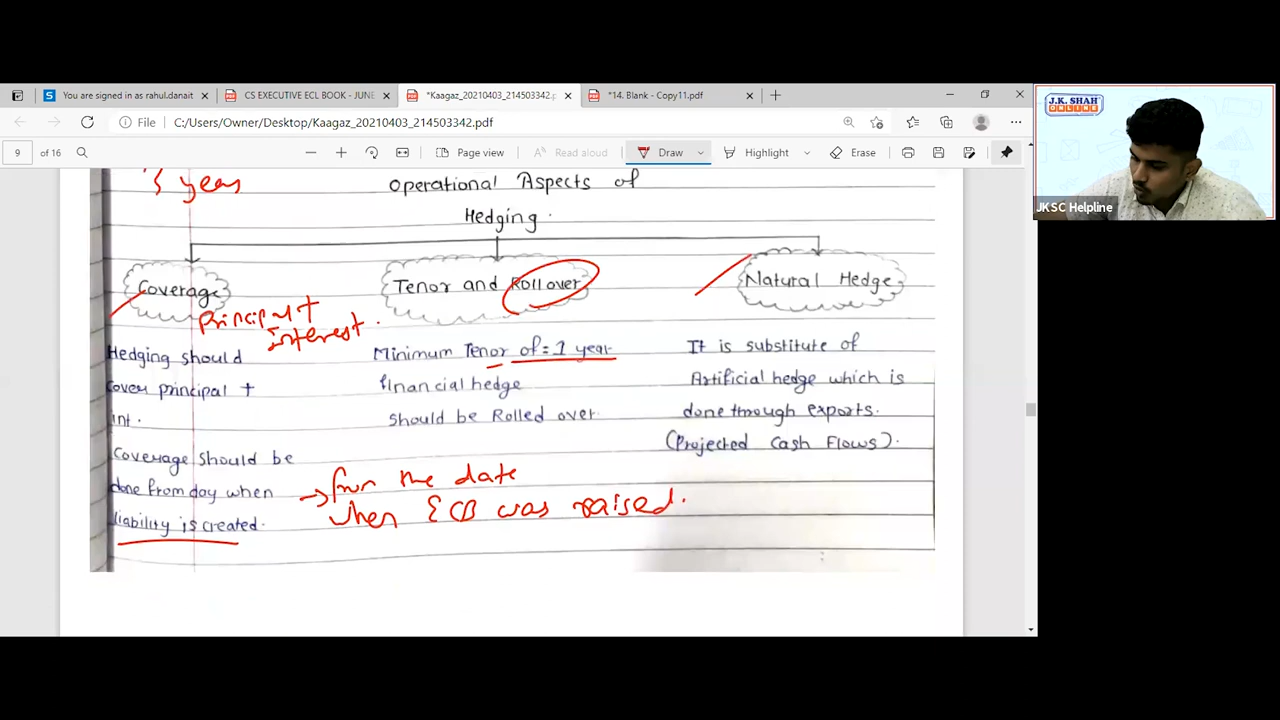 You are signed in as rahul.danait
CS EXECUTIVE ECL BOOK - JUNE
*Kaagaz_20210403_214503342.p
*14. Blank - Copy11.pdf
File
C:/Users/Owner/Desktop/Kaagaz_20210403_214503342.pdf
9 of 16
Page view
Read aloud
Draw
Highlight
Erase
J.K. SHAH
ONLINE
JKSC Helpline
3 years
Operational Aspects of
Hedging.
Coverage
Tenor and Rollover
Natural Hedge
Principal +
interest.
Hedging should
cover principal +
int.
Coverage should be
done from day when
liability is created.
→ from the date
when ECB was raised.
Minimum Tenor of = 1 year.
financial hedge
should be Rolled over.
It is substitute of
Artificial hedge which is
done through exports.
(Projected Cash Flows).